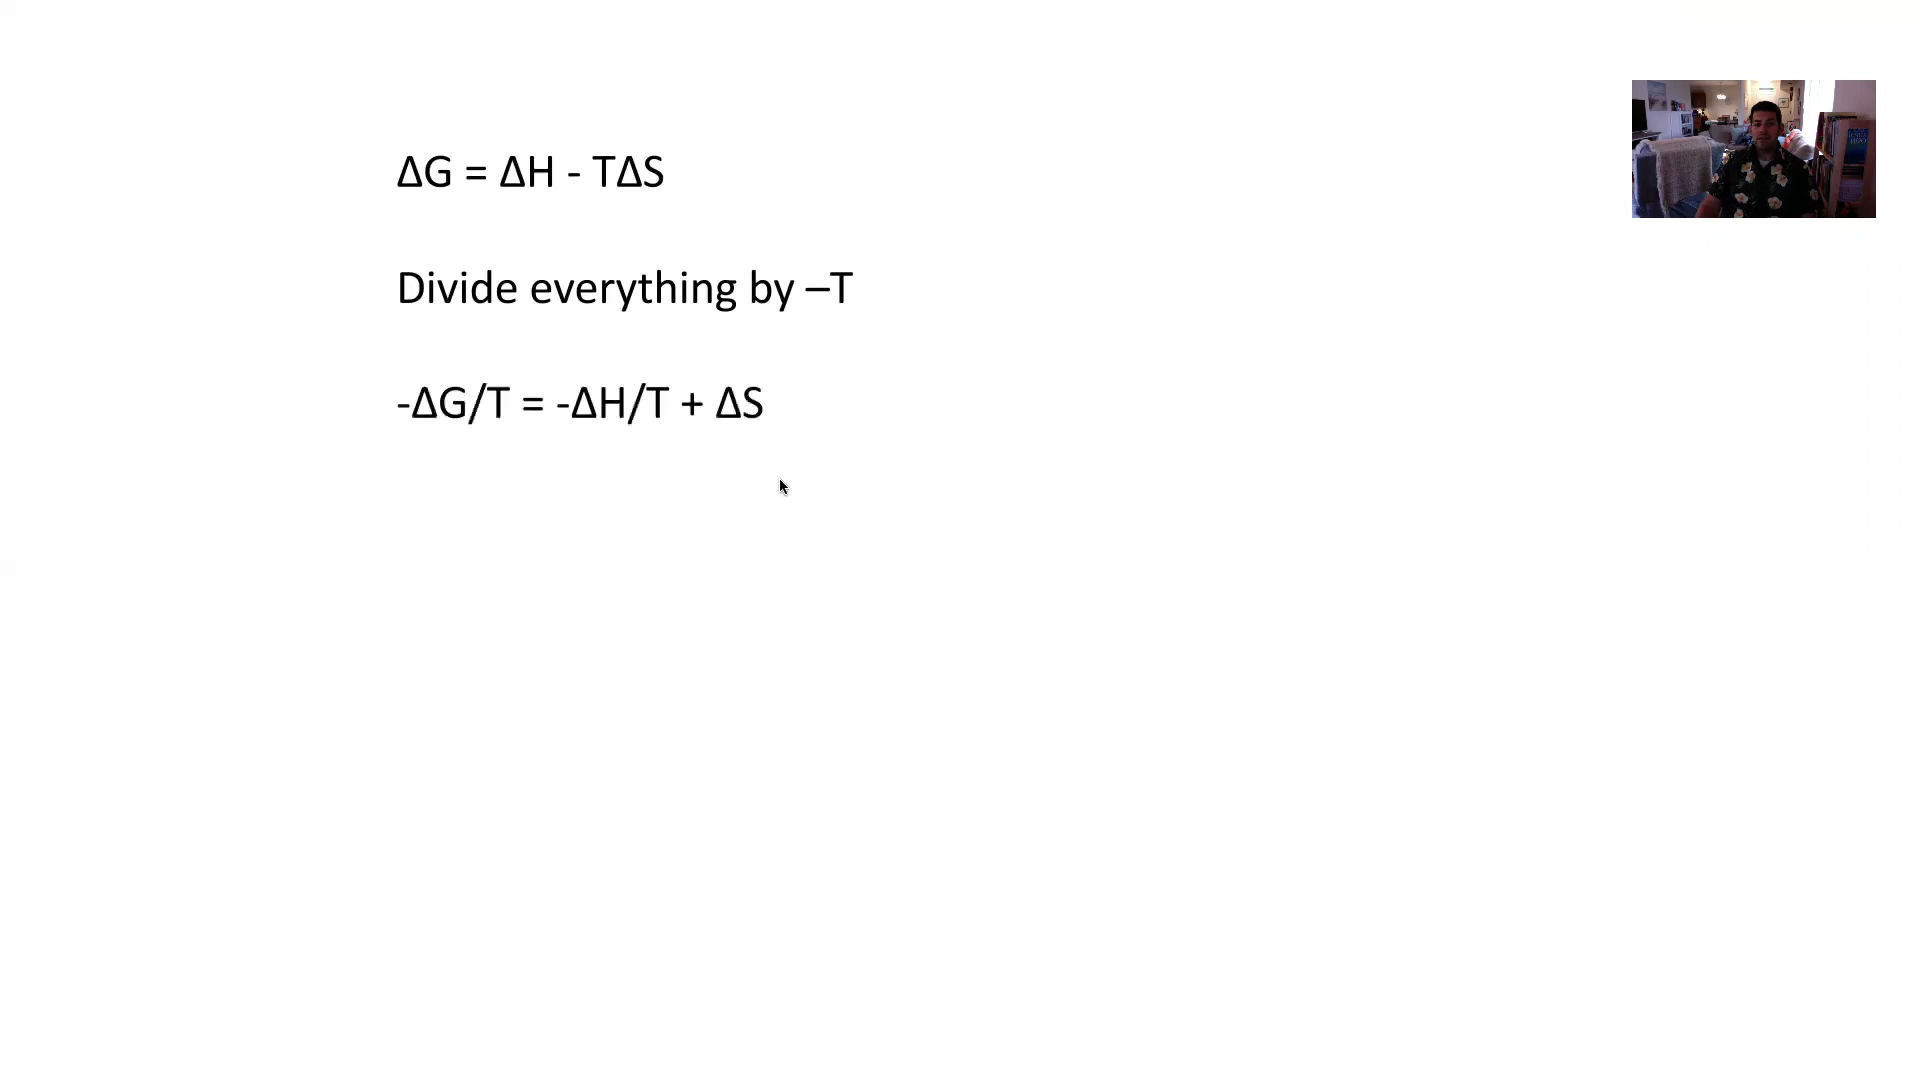 ΔG = ΔH - TΔS
Divide everything by –T
-ΔG/T = -ΔH/T + ΔS